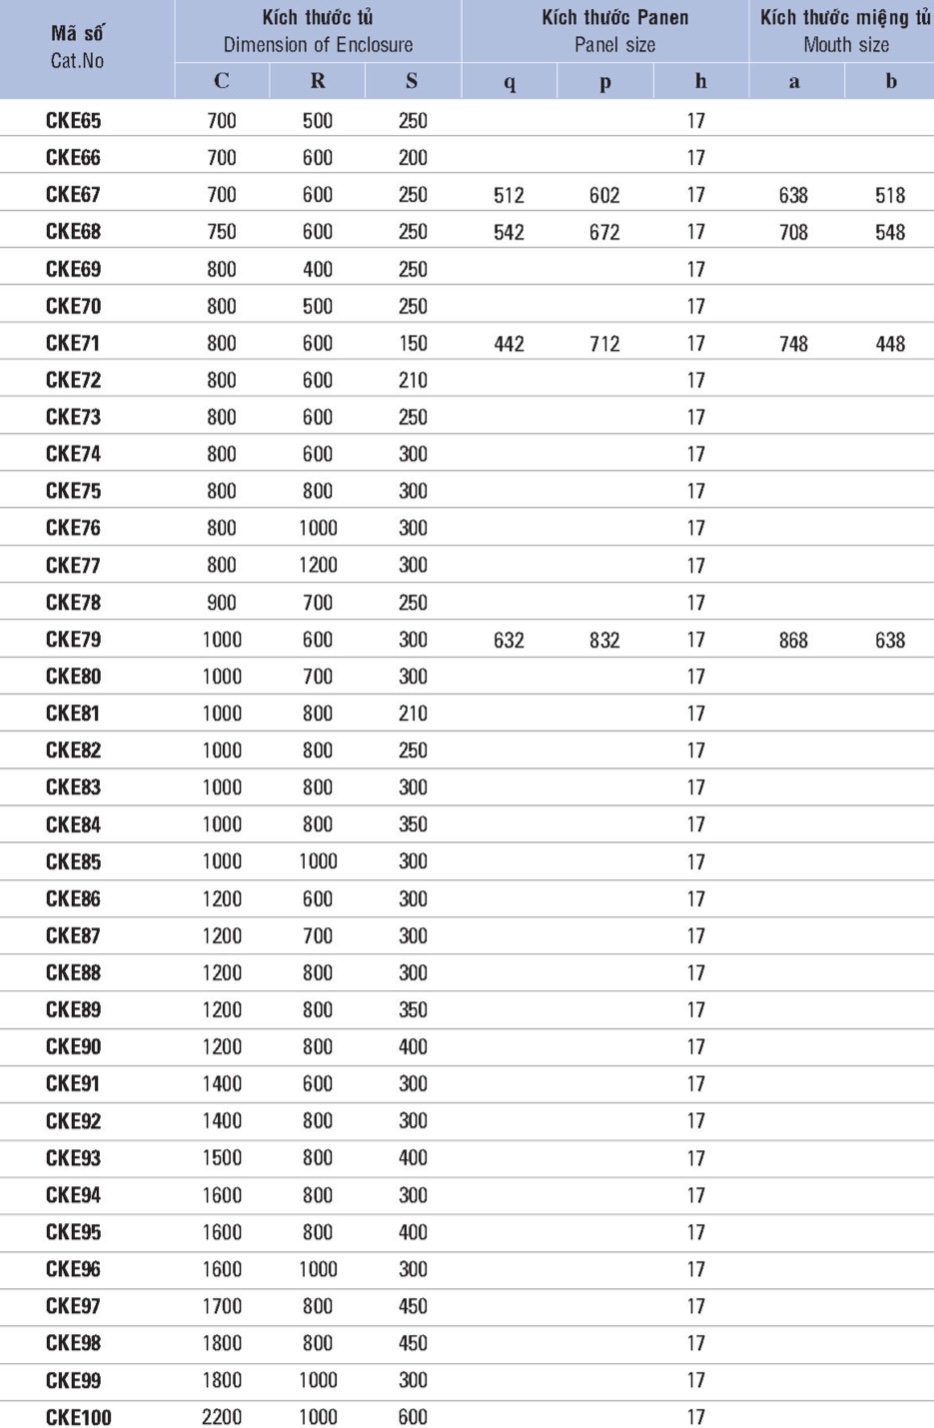 Mã số
Cat.No
Kích thước tủ
Dimension of Enclosure
Kích thước Panen
Panel size
Kích thước miệng tủ
Mouth size
C R S q p h a b
CKE65 700 500 250 17
CKE66 700 600 200 17
CKE67 700 600 250 512 602 17 638 518
CKE68 750 600 250 542 672 17 708 548
CKE69 800 400 250 17
CKE70 800 500 250 17
CKE71 800 600 150 442 712 17 748 448
CKE72 800 600 210 17
CKE73 800 600 250 17
CKE74 800 600 300 17
CKE75 800 800 300 17
CKE76 800 1000 300 17
CKE77 800 1200 300 17
CKE78 900 700 250 17
CKE79 1000 600 300 632 832 17 868 638
CKE80 1000 700 300 17
CKE81 1000 800 210 17
CKE82 1000 800 250 17
CKE83 1000 800 300 17
CKE84 1000 800 350 17
CKE85 1000 1000 300 17
CKE86 1200 600 300 17
CKE87 1200 700 300 17
CKE88 1200 800 300 17
CKE89 1200 800 350 17
CKE90 1200 800 400 17
CKE91 1400 600 300 17
CKE92 1400 800 300 17
CKE93 1500 800 400 17
CKE94 1600 800 300 17
CKE95 1600 800 400 17
CKE96 1600 1000 300 17
CKE97 1700 800 450 17
CKE98 1800 800 450 17
CKE99 1800 1000 300 17
CKE100 2200 1000 600 17